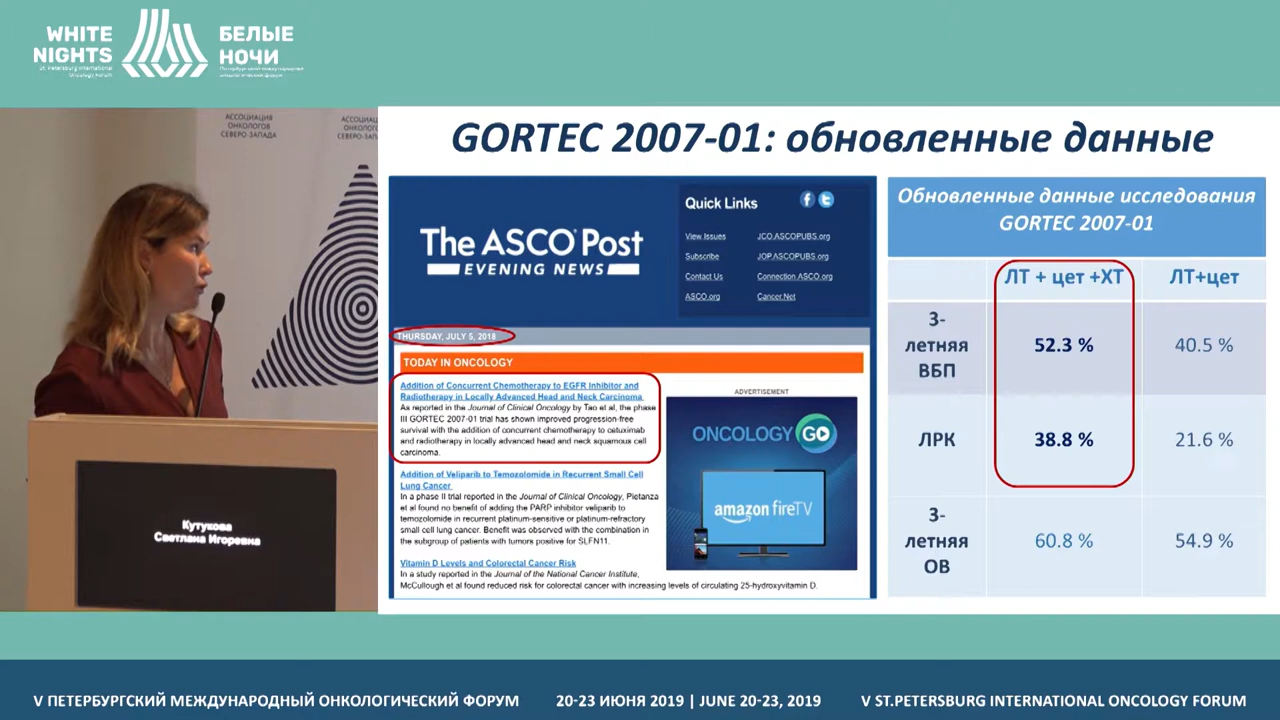 WHITE
NIGHTS
St. Petersburg International
Oncology Forum
БЕЛЫЕ
НОЧИ
Петербургский международный
онкологический форум
АССОЦИАЦИЯ
ОНКОЛОГОВ
СЕВЕРО-ЗАПАДА
Кутукова
Светлана Игоревна
GORTEC 2007-01: обновленные данные
The ASCO Post
EVENING NEWS
Quick Links
View Issues JCO.ASCOPUBS.org
Subscribe JOP.ASCOPUBS.org
Contact Us Connection.ASCO.org
ASCO.org Cancer.Net
THURSDAY, JULY 5, 2018
TODAY IN ONCOLOGY
Addition of Concurrent Chemotherapy to EGFR Inhibitor and
Radiotherapy in Locally Advanced Head and Neck Carcinoma
As reported in the Journal of Clinical Oncology by Tao et al, the phase
III GORTEC 2007-01 trial has shown improved progression-free
survival with the addition of concurrent chemotherapy to cetuximab
and radiotherapy in locally advanced head and neck squamous cell
carcinoma.
Addition of Veliparib to Temozolomide in Recurrent Small Cell
Lung Cancer
In a phase II trial reported in the Journal of Clinical Oncology, Pietanza
et al found no benefit of adding the PARP inhibitor veliparib to
temozolomide in recurrent platinum-sensitive or platinum-refractory
small cell lung cancer. Benefit was observed with the combination in
the subgroup of patients with tumors positive for SLFN11.
Vitamin D Levels and Colorectal Cancer Risk
In a study reported in the Journal of the National Cancer Institute,
McCullough et al found reduced risk for colorectal cancer with increasing levels of circulating 25-hydroxyvitamin D.
ADVERTISEMENT
ONCOLOGY GO
amazon fireTV
Обновленные данные исследования
GORTEC 2007-01
ЛТ + цет +ХТ ЛТ+цет
3-
летняя
ВБП
52.3 % 40.5 %
ЛРК 38.8 % 21.6 %
3-
летняя
ОВ
60.8 % 54.9 %
V ПЕТЕРБУРГСКИЙ МЕЖДУНАРОДНЫЙ ОНКОЛОГИЧЕСКИЙ ФОРУМ 20-23 ИЮНЯ 2019 | JUNE 20-23, 2019 V ST.PETERSBURG INTERNATIONAL ONCOLOGY FORUM